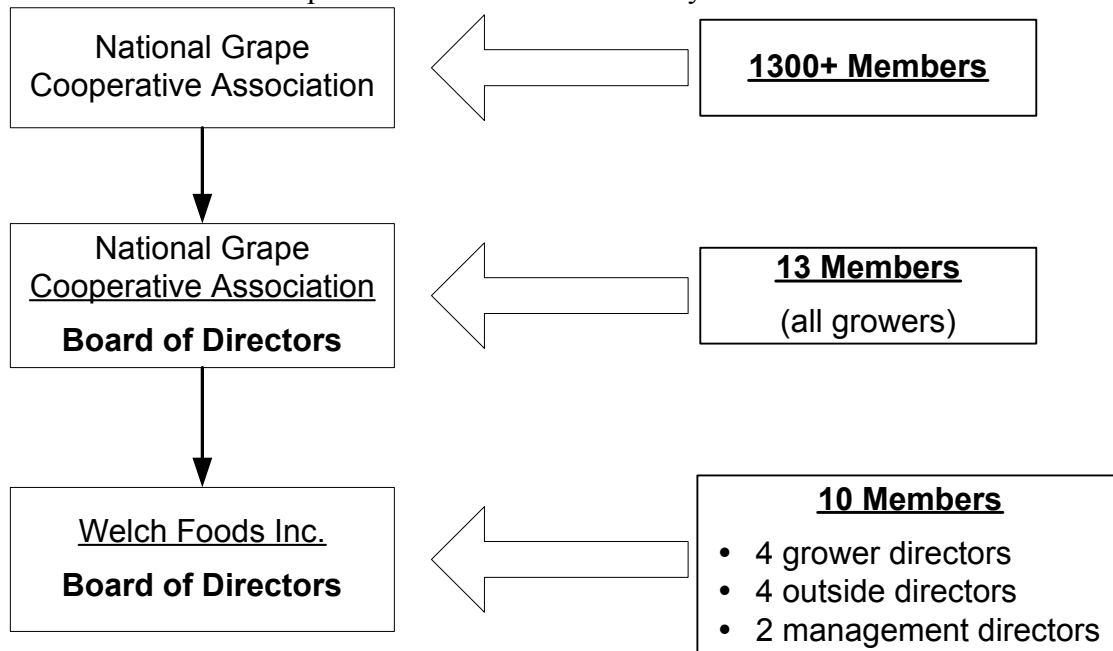 National Grape
Cooperative Association
1300+ Members
National Grape
Cooperative Association
Board of Directors
13 Members
(all growers)
Welch Foods Inc.
Board of Directors
10 Members
• 4 grower directors
• 4 outside directors
• 2 management directors